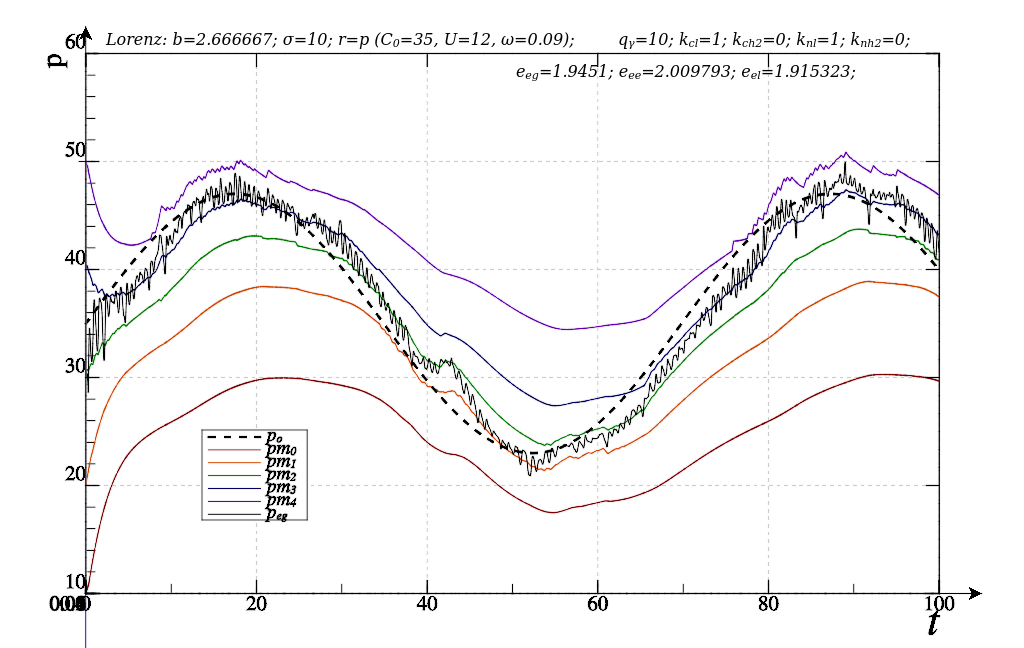 Lorenz: b=2.666667; σ=10; r=p (C₀=35, U=12, ω=0.09); qᵧ=10; k_cl=1; k_ch2=0; k_nl=1; k_nh2=0;
e_eg=1.9451; e_ee=2.009793; e_el=1.915323;
p
60
50
40
30
20
10
p_o
pm₀
pm₁
pm₂
pm₃
pm₄
p_eg
20
40
60
80
100
t